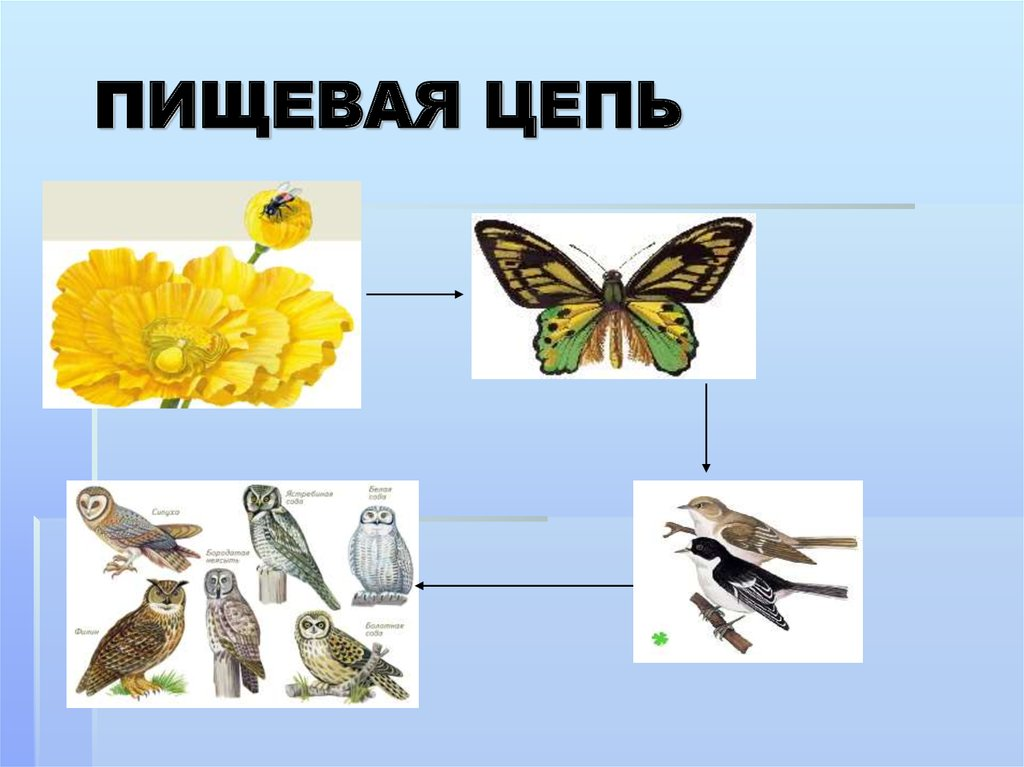 ПИЩЕВАЯ ЦЕПЬ
Сипуха
Ястребиная
сова
Белая
сова
Бородатая
неясыть
Филин
Болотная
сова